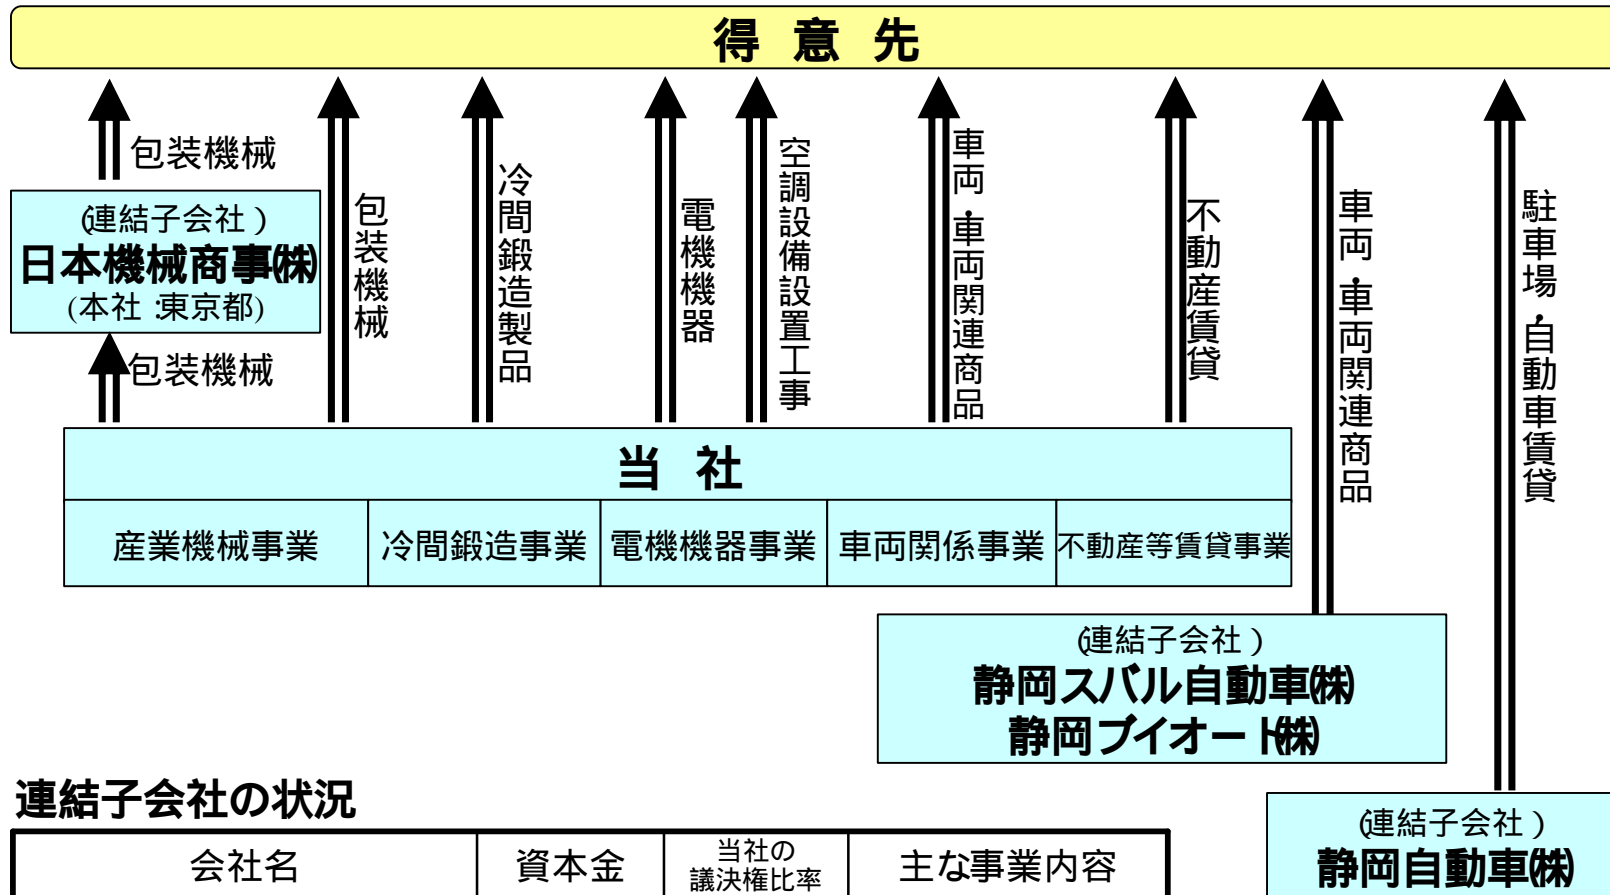 得意先
包装機械
(連結子会社)
日本機械商事(株)
(本社:東京都)
包装機械
包装機械
冷間鍛造製品
電機機器
空調設備設置工事
車両・車両関連商品
不動産賃貸
車両・車両関連商品
駐車場・自動車賃貸
当社
産業機械事業
冷間鍛造事業
電機機器事業
車両関係事業
不動産等賃貸事業
(連結子会社)
静岡スバル自動車(株)
静岡ブイオート(株)
(連結子会社)
静岡自動車(株)
連結子会社の状況
会社名
資本金
当社の
議決権比率
主な事業内容